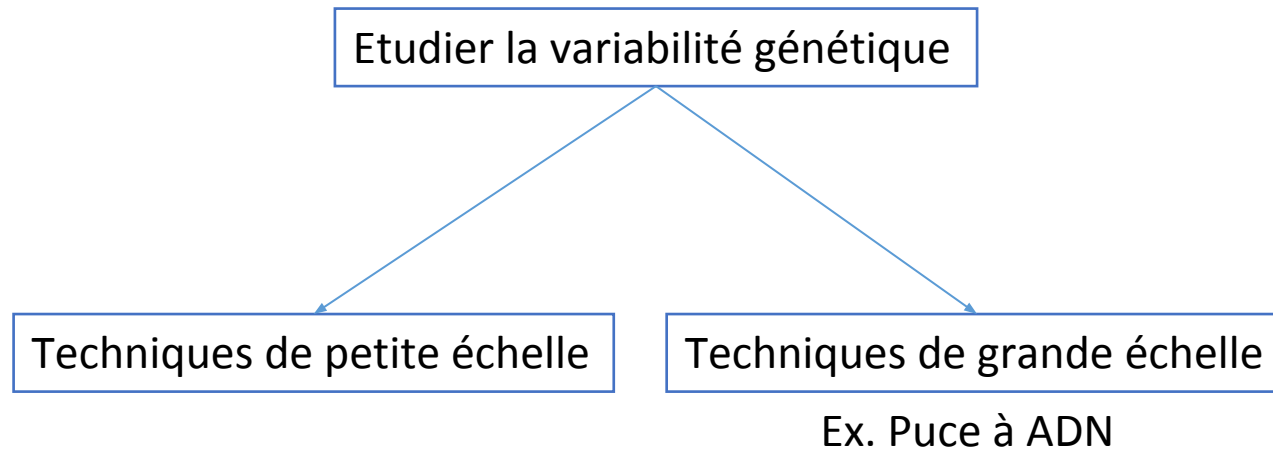 Etudier la variabilité génétique
Techniques de petite échelle
Techniques de grande échelle
Ex. Puce à ADN